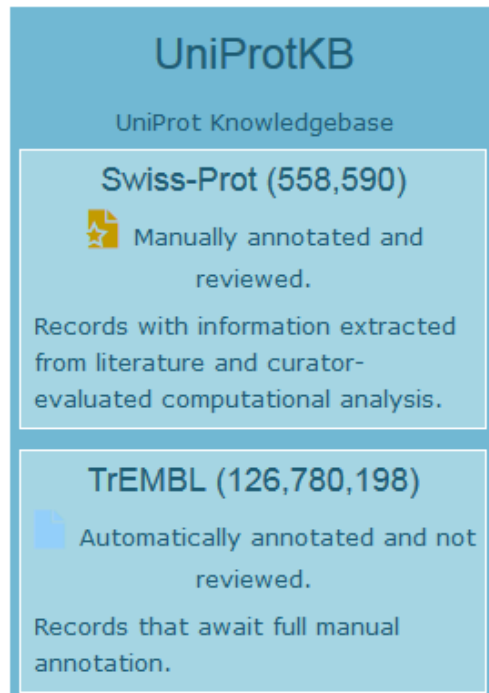 UniProtKB
UniProt Knowledgebase
Swiss-Prot (558,590)
Manually annotated and
reviewed.
Records with information extracted
from literature and curator-
evaluated computational analysis.
TrEMBL (126,780,198)
Automatically annotated and not
reviewed.
Records that await full manual
annotation.